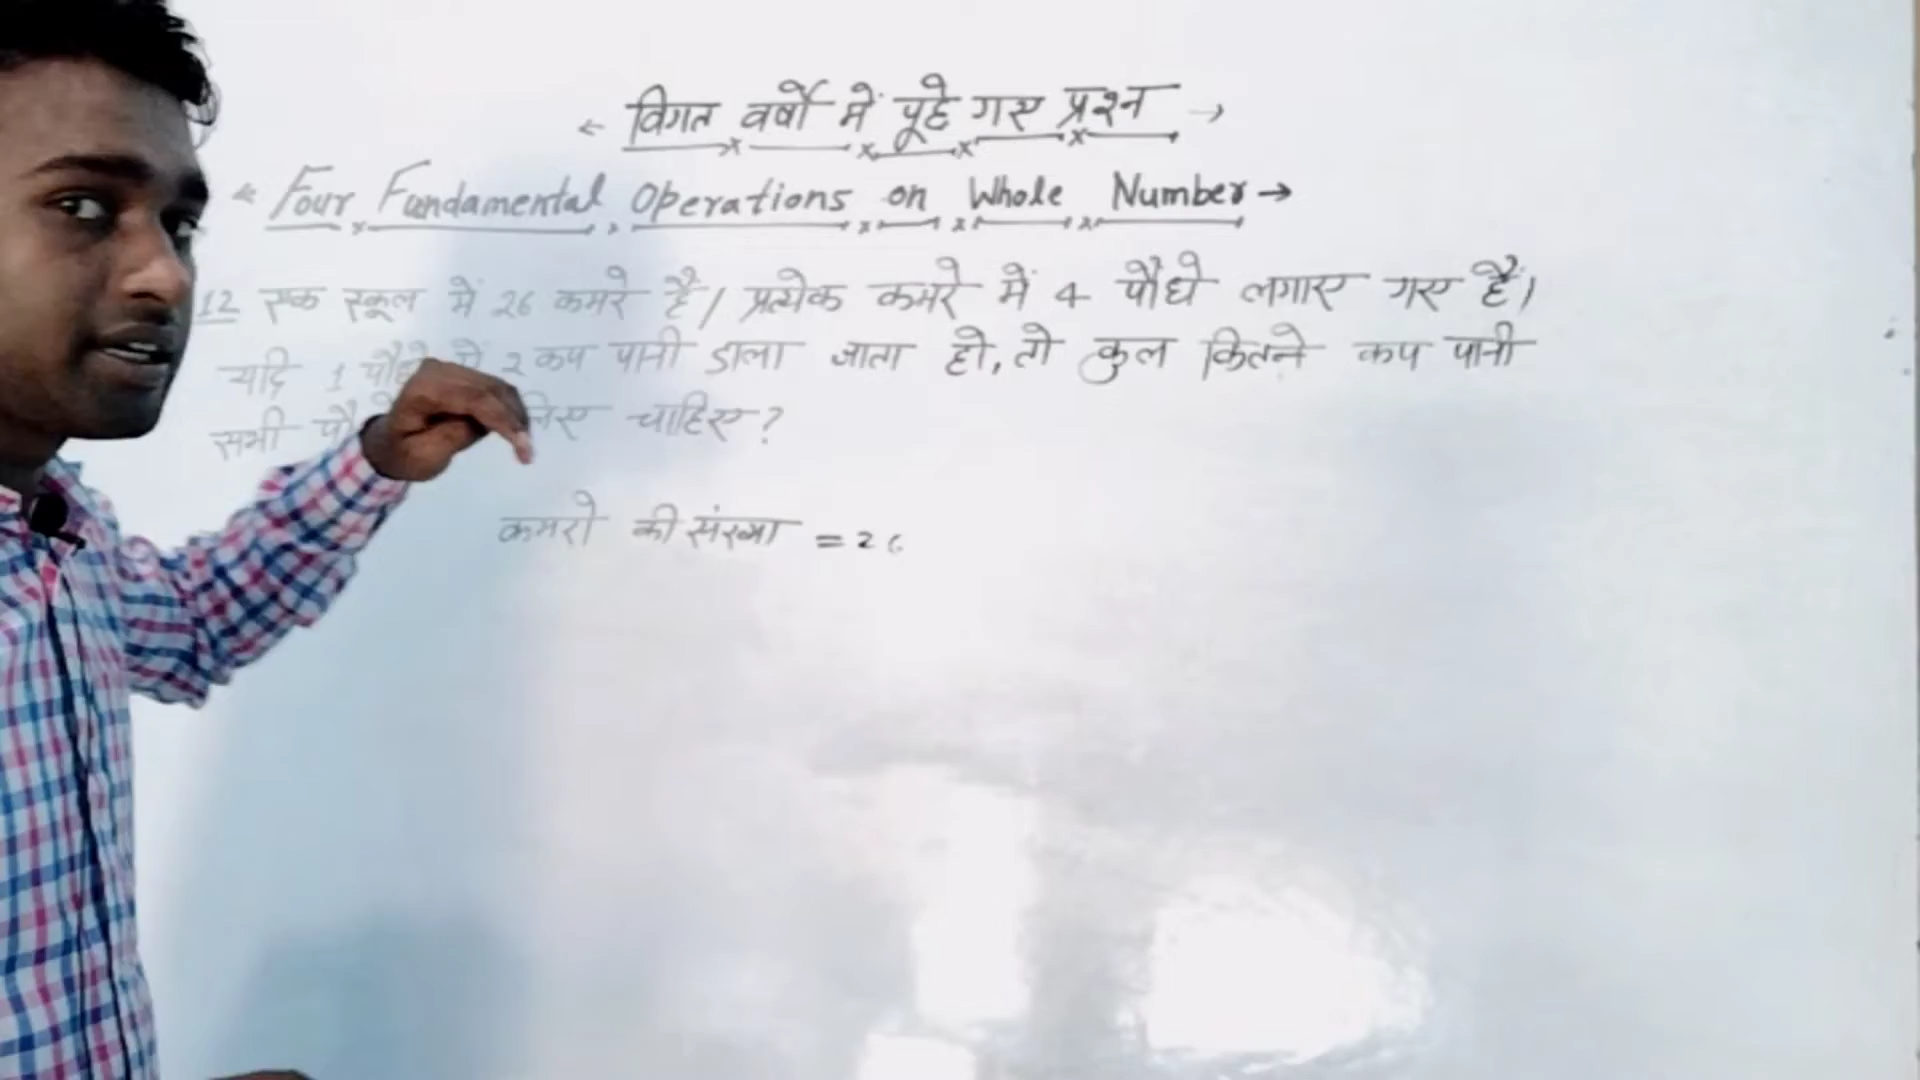 ← विगत वर्षों में पूछे गए प्रश्न →
← Four Fundamental Operations on Whole Number →
12 एक स्कूल में 26 कमरे है। प्रत्येक कमरे में 4 पौधे लगाए गए हैं।
यदि 1 पौधे में 2 कप पानी डाला जाता हो, तो कुल कितने कप पानी
सभी चाहिए?
कमरो की संख्या = 26